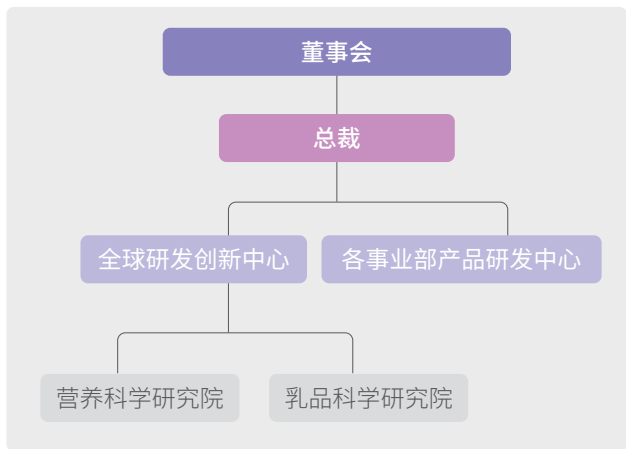 董事会
总裁
全球研发创新中心
各事业部产品研发中心
营养科学研究院
乳品科学研究院